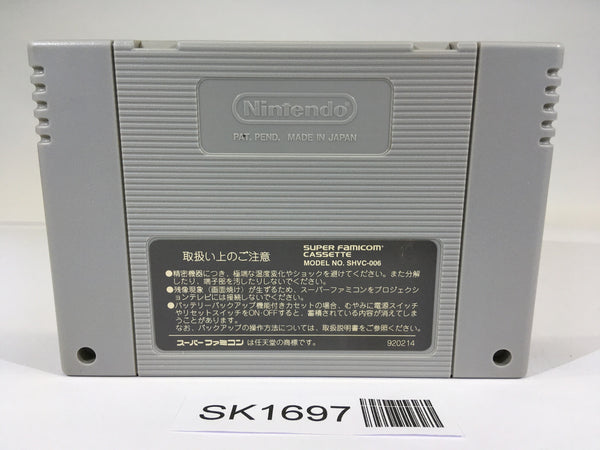 Nintendo
PAT. PEND. MADE IN JAPAN
取扱い上のご注意
SUPER FAMICOM
CASSETTE
MODEL NO. SHVC-006
●精密機器につき、極端な温度変化やショックを避けてください。また分解
したり、端子部を汚したりしないでください。
●残像現象（画面焼け）が生ずるため、スーパーファミコンをプロジェクシ
ョンテレビには接続しないでください。
●バッテリーバックアップ機能付きカセットの場合、むやみに電源スイッチ
やリセットスイッチをON・OFFすると、蓄積されている内容が消えてしま
うことがあります。
なお、バックアップの操作方法については、取扱説明書をご参照ください。
スーパーファミコン は任天堂の商標です。
920214
SK1697